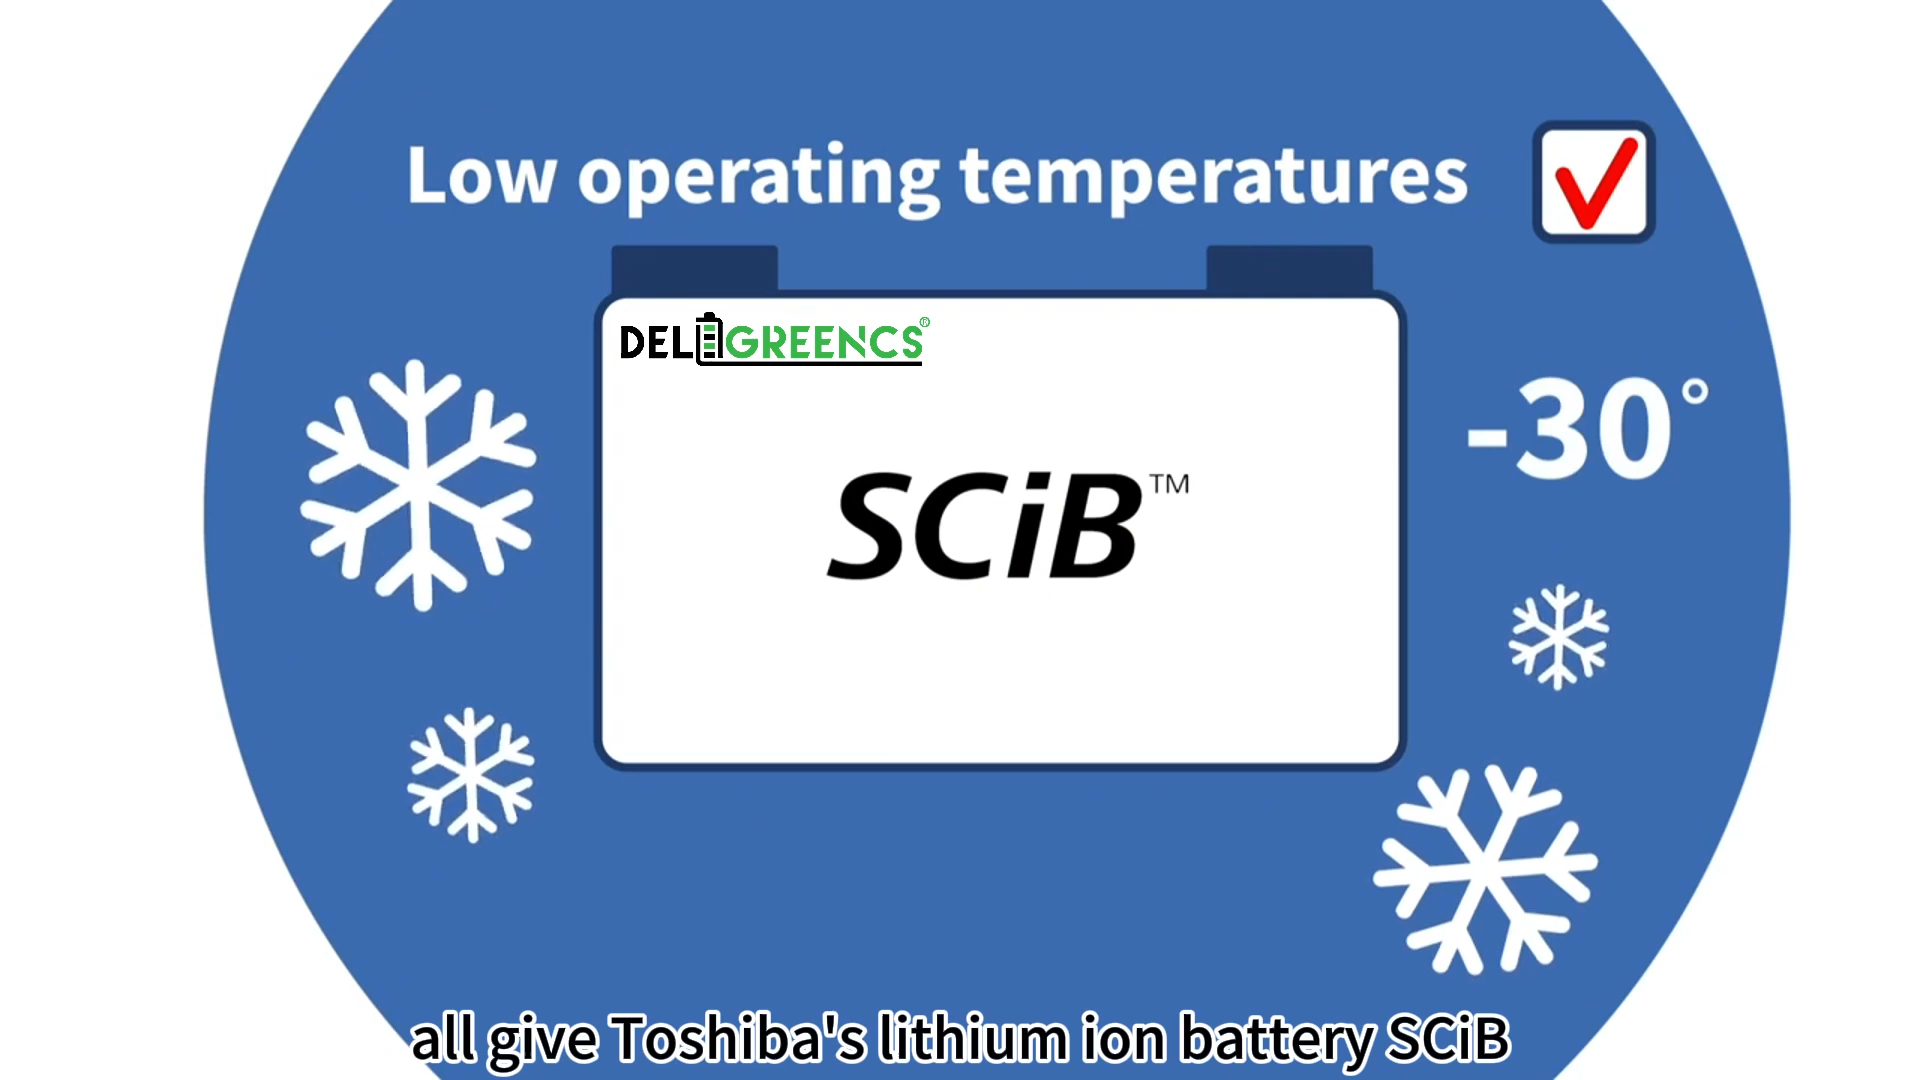 Low operating temperatures
DELIGREENCS®
-30°
SCiB™
all give Toshiba's lithium ion battery SCiB